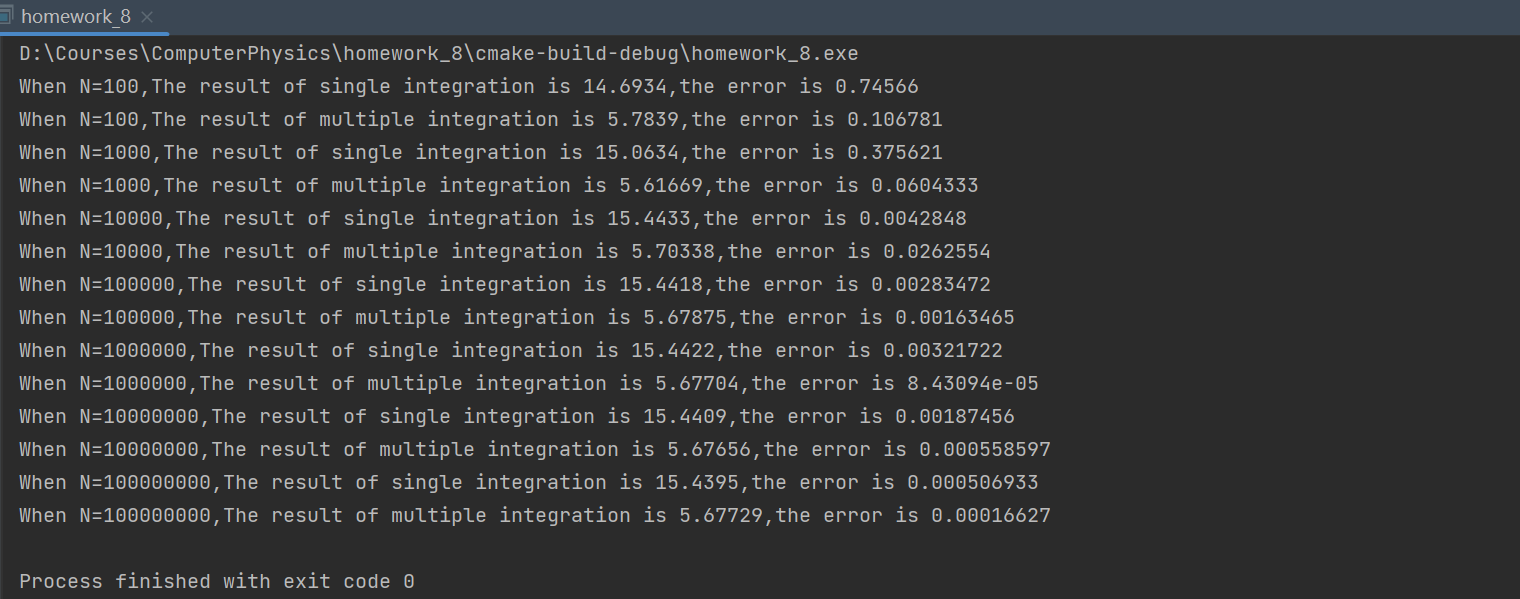 homework_8
D:\Courses\ComputerPhysics\homework_8\cmake-build-debug\homework_8.exe
When N=100,The result of single integration is 14.6934,the error is 0.74566
When N=100,The result of multiple integration is 5.7839,the error is 0.106781
When N=1000,The result of single integration is 15.0634,the error is 0.375621
When N=1000,The result of multiple integration is 5.61669,the error is 0.0604333
When N=10000,The result of single integration is 15.4433,the error is 0.0042848
When N=10000,The result of multiple integration is 5.70338,the error is 0.0262554
When N=100000,The result of single integration is 15.4418,the error is 0.00283472
When N=100000,The result of multiple integration is 5.67875,the error is 0.00163465
When N=1000000,The result of single integration is 15.4422,the error is 0.00321722
When N=1000000,The result of multiple integration is 5.67704,the error is 8.43094e-05
When N=10000000,The result of single integration is 15.4409,the error is 0.00187456
When N=10000000,The result of multiple integration is 5.67656,the error is 0.000558597
When N=100000000,The result of single integration is 15.4395,the error is 0.000506933
When N=100000000,The result of multiple integration is 5.67729,the error is 0.00016627
Process finished with exit code 0